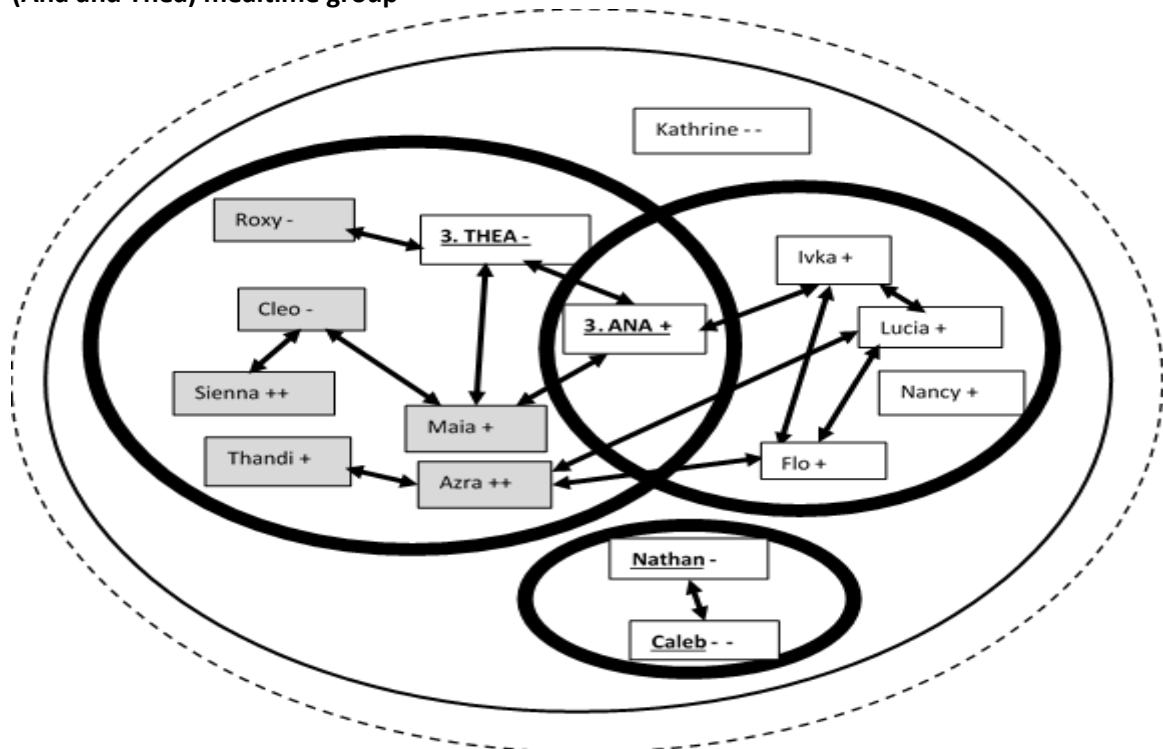 (Ana and Thea) mealtime group
Kathrine - -
Roxy -
3. THEA -
Ivka +
Cleo -
3. ANA +
Lucia +
Sienna ++
Nancy +
Maia +
Thandi +
Flo +
Azra ++
Nathan -
Caleb - -